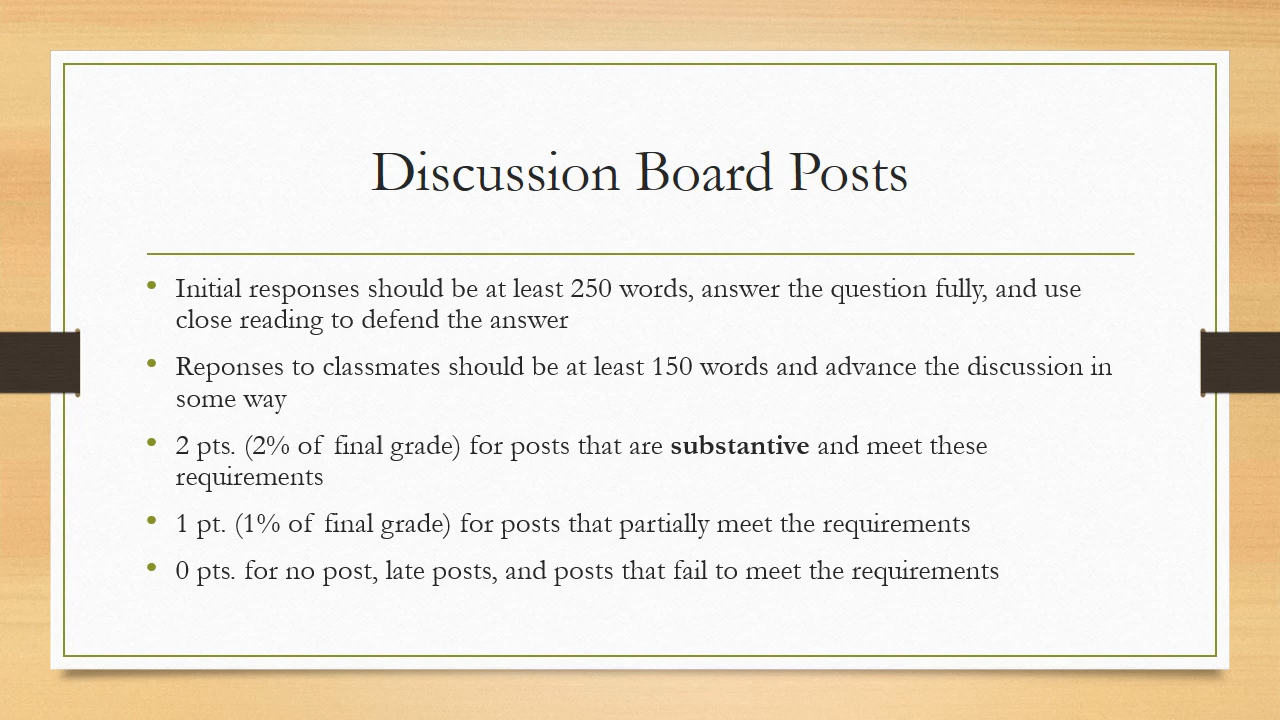 Discussion Board Posts
• Initial responses should be at least 250 words, answer the question fully, and use
close reading to defend the answer
• Reponses to classmates should be at least 150 words and advance the discussion in
some way
• 2 pts. (2% of final grade) for posts that are substantive and meet these
requirements
• 1 pt. (1% of final grade) for posts that partially meet the requirements
• 0 pts. for no post, late posts, and posts that fail to meet the requirements